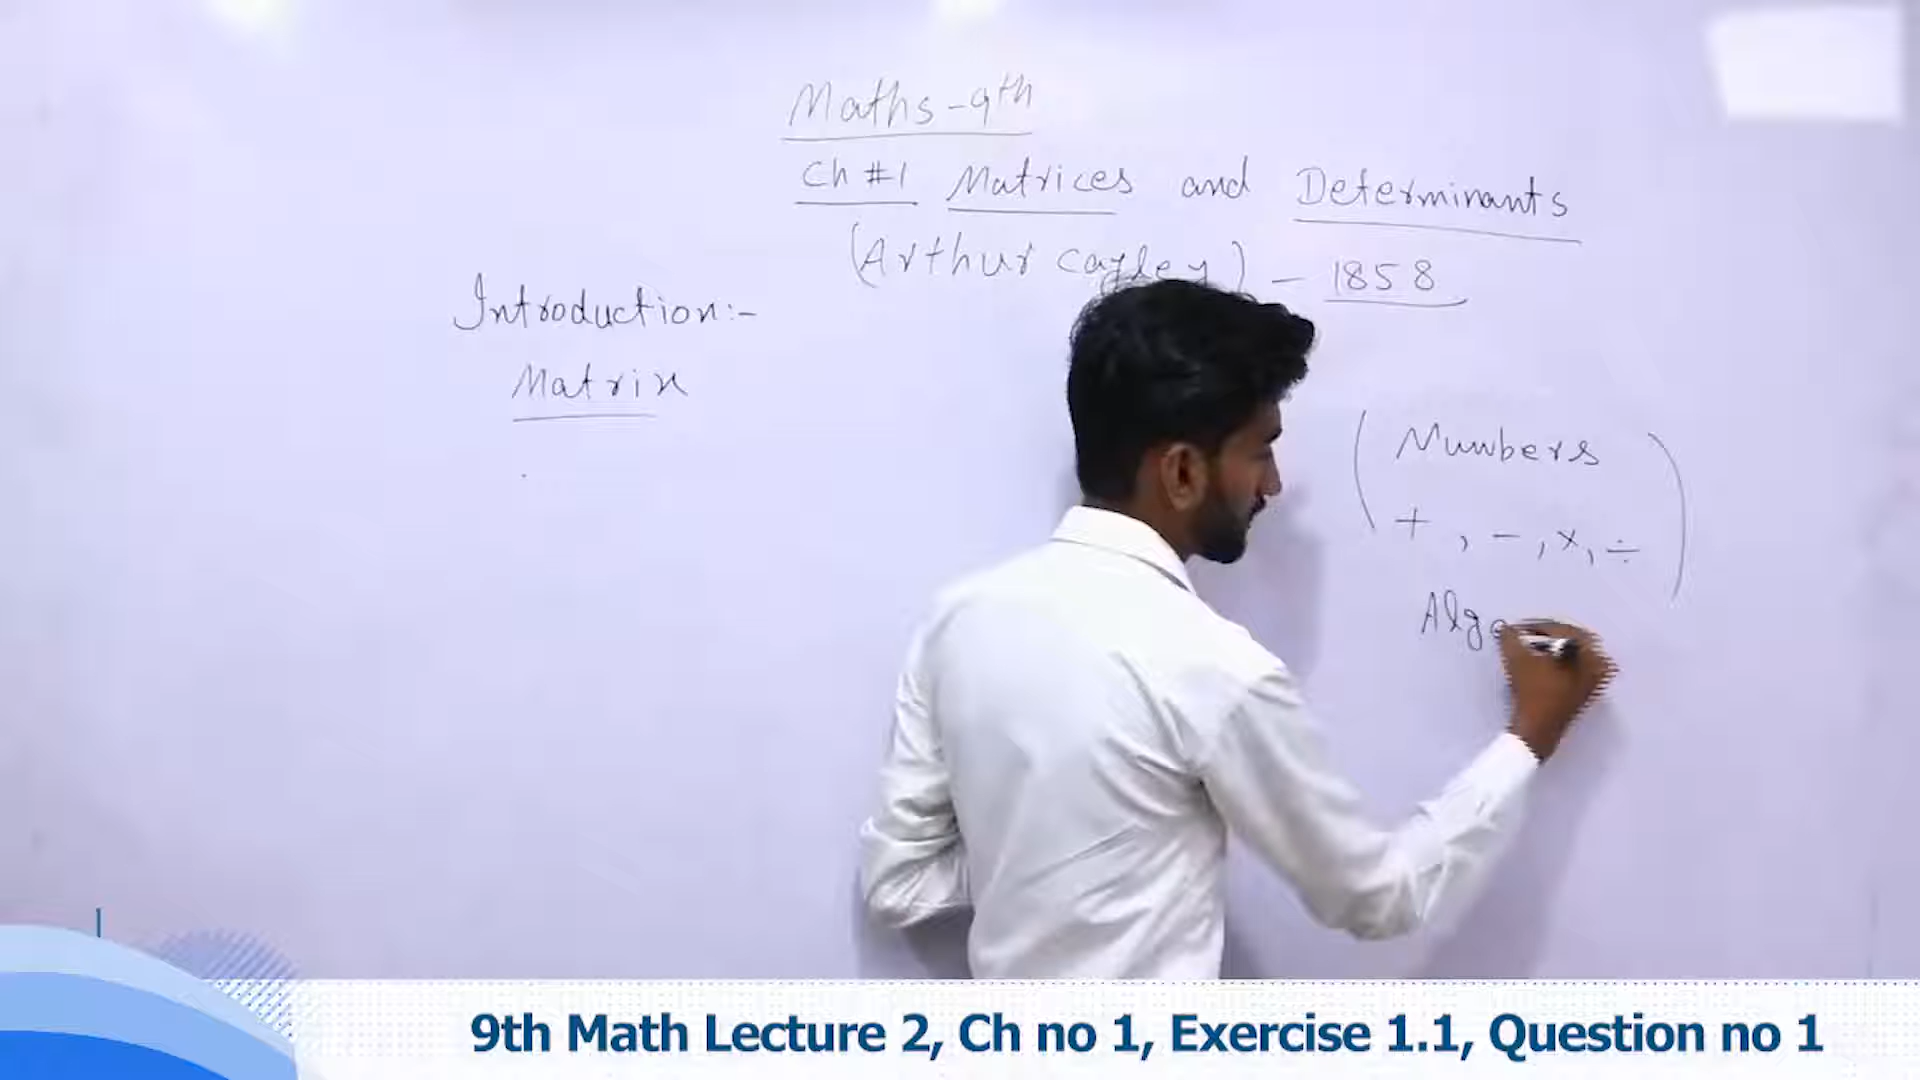 Maths-9th
Ch #1 Matrices and Determinants
(Arthur Cayley) - 1858
Introduction:-
Matrix
(Numbers
+, -, ×, ÷)
Alge
9th Math Lecture 2, Ch no 1, Exercise 1.1, Question no 1